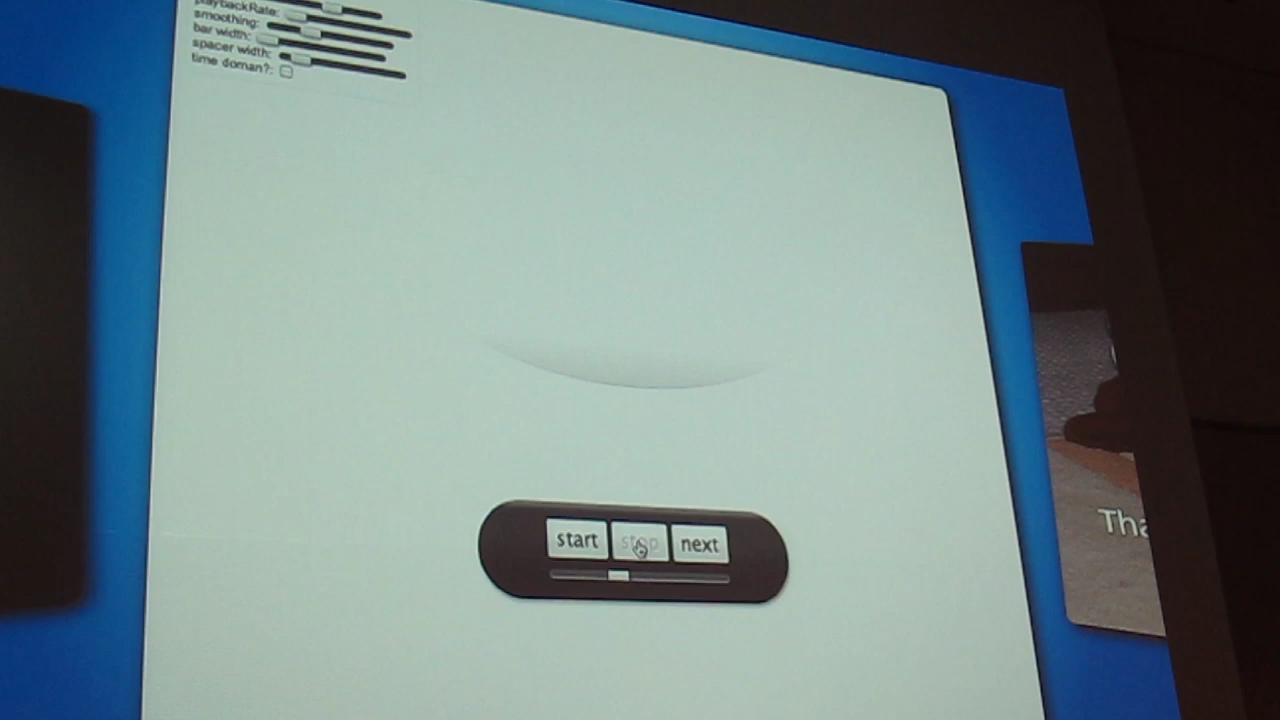 playbackRate:
smoothing:
bar width:
spacer width:
time doman?:
start stop next
Tha